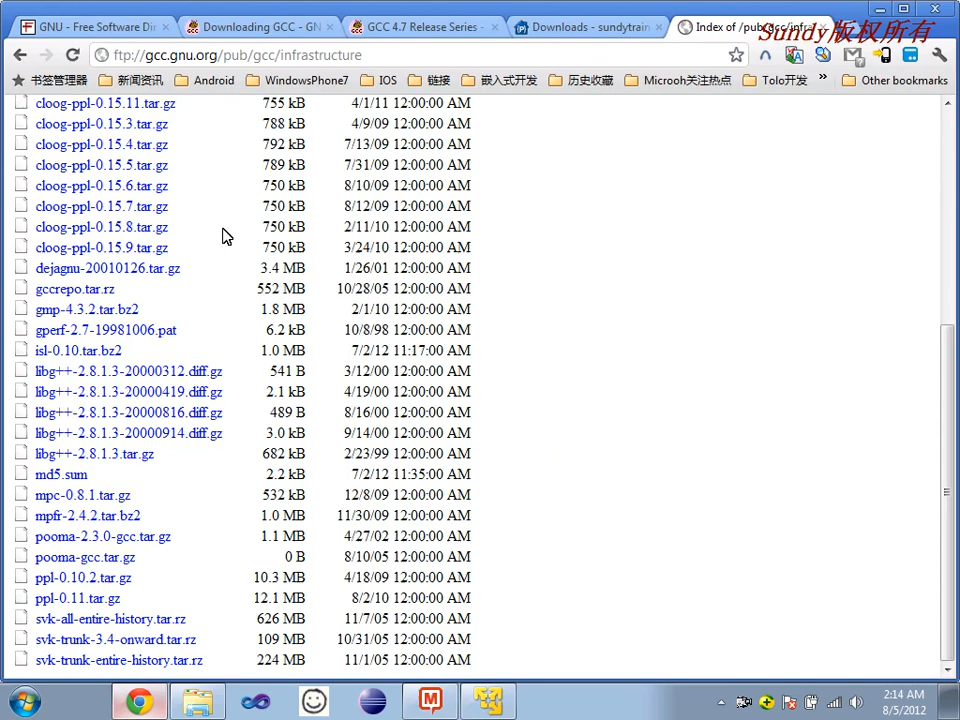 GNU - Free Software Di
Downloading GCC - GN
GCC 4.7 Release Series -
Downloads - sundytrain
Index of /pub/gcc/infra
Sundy版权所有
ftp://gcc.gnu.org/pub/gcc/infrastructure
书签管理器
新闻资讯
Android
WindowsPhone7
IOS
链接
嵌入式开发
历史收藏
Microoh关注热点
Tolo开发
»
Other bookmarks
cloog-ppl-0.15.11.tar.gz 755 kB 4/1/11 12:00:00 AM
cloog-ppl-0.15.3.tar.gz 788 kB 4/9/09 12:00:00 AM
cloog-ppl-0.15.4.tar.gz 792 kB 7/13/09 12:00:00 AM
cloog-ppl-0.15.5.tar.gz 789 kB 7/31/09 12:00:00 AM
cloog-ppl-0.15.6.tar.gz 750 kB 8/10/09 12:00:00 AM
cloog-ppl-0.15.7.tar.gz 750 kB 8/12/09 12:00:00 AM
cloog-ppl-0.15.8.tar.gz 750 kB 2/11/10 12:00:00 AM
cloog-ppl-0.15.9.tar.gz 750 kB 3/24/10 12:00:00 AM
dejagnu-20010126.tar.gz 3.4 MB 1/26/01 12:00:00 AM
gccrepo.tar.rz 552 MB 10/28/05 12:00:00 AM
gmp-4.3.2.tar.bz2 1.8 MB 2/1/10 12:00:00 AM
gperf-2.7-19981006.pat 6.2 kB 10/8/98 12:00:00 AM
isl-0.10.tar.bz2 1.0 MB 7/2/12 11:17:00 AM
libg++-2.8.1.3-20000312.diff.gz 541 B 3/12/00 12:00:00 AM
libg++-2.8.1.3-20000419.diff.gz 2.1 kB 4/19/00 12:00:00 AM
libg++-2.8.1.3-20000816.diff.gz 489 B 8/16/00 12:00:00 AM
libg++-2.8.1.3-20000914.diff.gz 3.0 kB 9/14/00 12:00:00 AM
libg++-2.8.1.3.tar.gz 682 kB 2/23/99 12:00:00 AM
md5.sum 2.2 kB 7/2/12 11:35:00 AM
mpc-0.8.1.tar.gz 532 kB 12/8/09 12:00:00 AM
mpfr-2.4.2.tar.bz2 1.0 MB 11/30/09 12:00:00 AM
pooma-2.3.0-gcc.tar.gz 1.1 MB 4/27/02 12:00:00 AM
pooma-gcc.tar.gz 0 B 8/10/05 12:00:00 AM
ppl-0.10.2.tar.gz 10.3 MB 4/18/09 12:00:00 AM
ppl-0.11.tar.gz 12.1 MB 8/2/10 12:00:00 AM
svk-all-entire-history.tar.rz 626 MB 11/7/05 12:00:00 AM
svk-trunk-3.4-onward.tar.rz 109 MB 10/31/05 12:00:00 AM
svk-trunk-entire-history.tar.rz 224 MB 11/1/05 12:00:00 AM
2:14 AM
8/5/2012